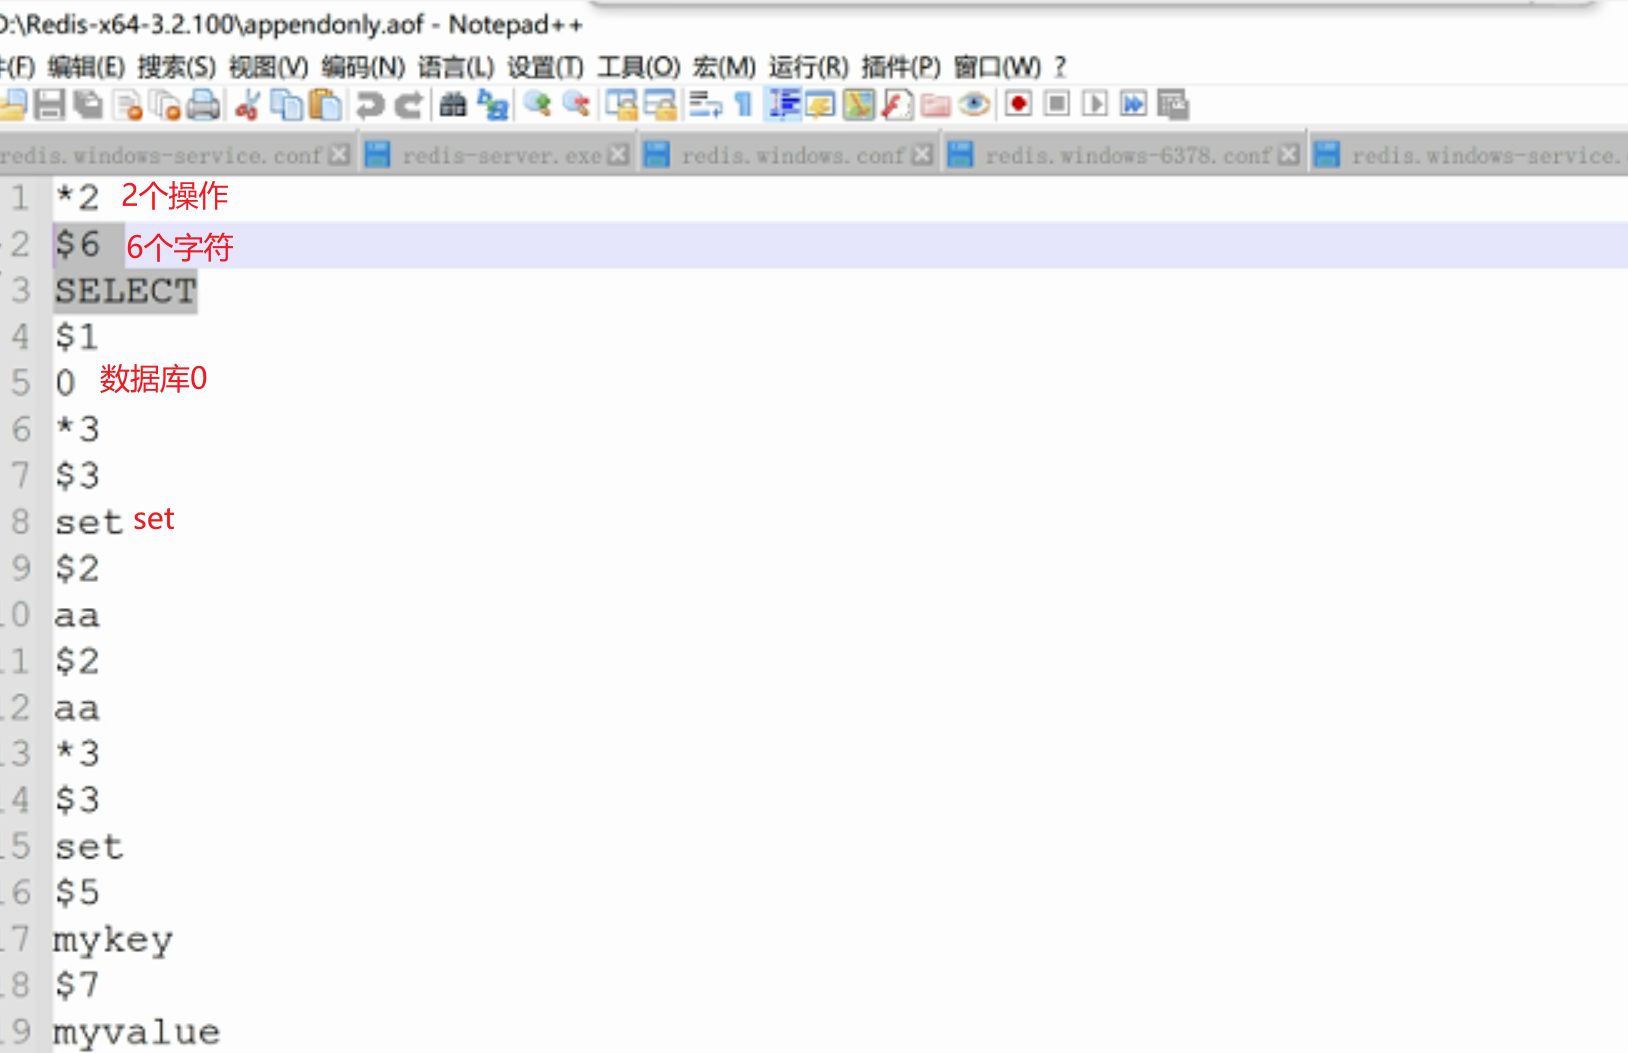 D:\Redis-x64-3.2.100\appendonly.aof - Notepad++
件(F) 编辑(E) 搜索(S) 视图(V) 编码(N) 语言(L) 设置(T) 工具(O) 宏(M) 运行(R) 插件(P) 窗口(W) ?
redis.windows-service.conf redis-server.exe redis.windows.conf redis.windows-6378.conf redis.windows-service.
1 *2 2个操作
2 $6 6个字符
3 SELECT
4 $1
5 0 数据库0
6 *3
7 $3
8 set set
9 $2
10 aa
11 $2
12 aa
13 *3
14 $3
15 set
16 $5
17 mykey
18 $7
19 myvalue